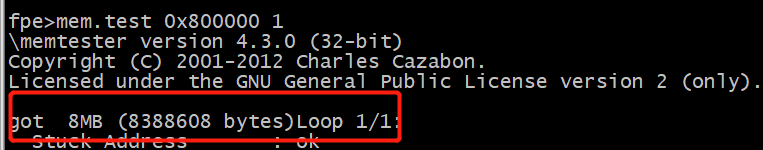 fpe>mem.test 0x800000 1
\memtester version 4.3.0 (32-bit)
Copyright (C) 2001-2012 Charles Cazabon.
Licensed under the GNU General Public License version 2 (only).
got  8MB (8388608 bytes)Loop 1/1:
  Stuck Address       : ok